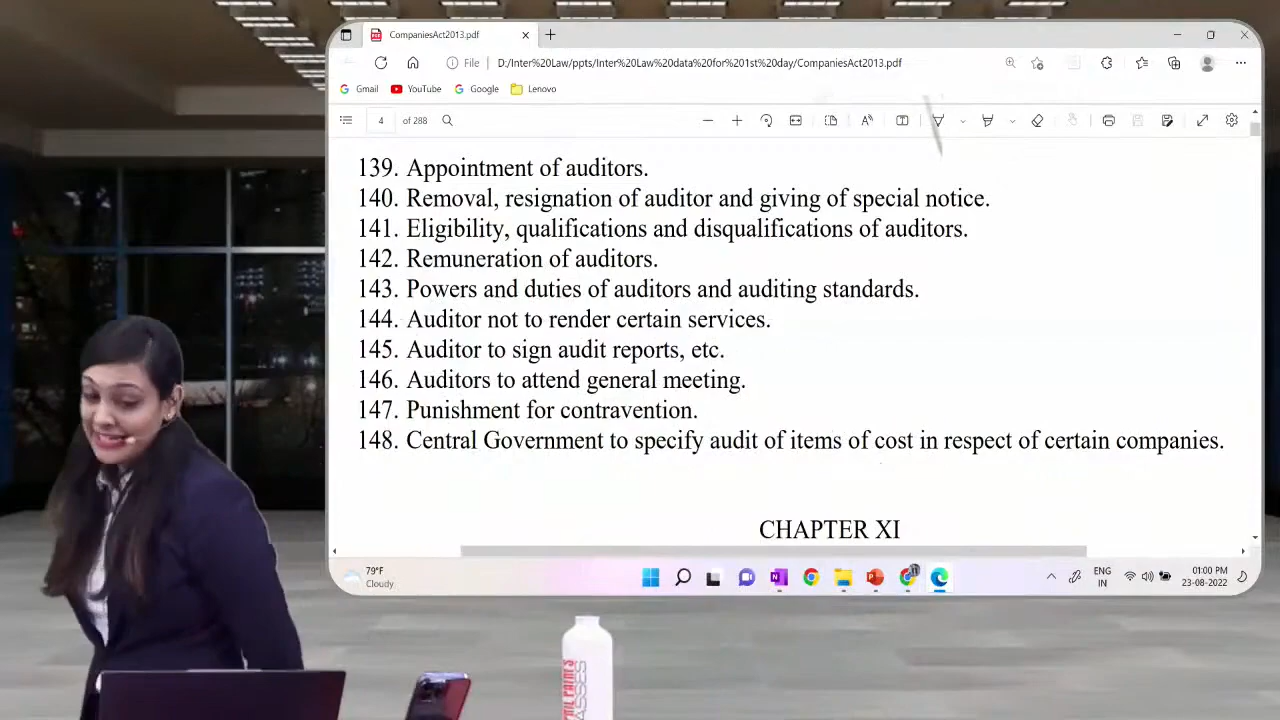 CompaniesAct2013.pdf
File D:/Inter%20Law/ppts/Inter%20Law%20data%20for%201st%20day/CompaniesAct2013.pdf
Gmail YouTube Google Lenovo
4 of 288
139. Appointment of auditors.
140. Removal, resignation of auditor and giving of special notice.
141. Eligibility, qualifications and disqualifications of auditors.
142. Remuneration of auditors.
143. Powers and duties of auditors and auditing standards.
144. Auditor not to render certain services.
145. Auditor to sign audit reports, etc.
146. Auditors to attend general meeting.
147. Punishment for contravention.
148. Central Government to specify audit of items of cost in respect of certain companies.
CHAPTER XI
79°F
Cloudy
ENG
IN
01:00 PM
23-08-2022